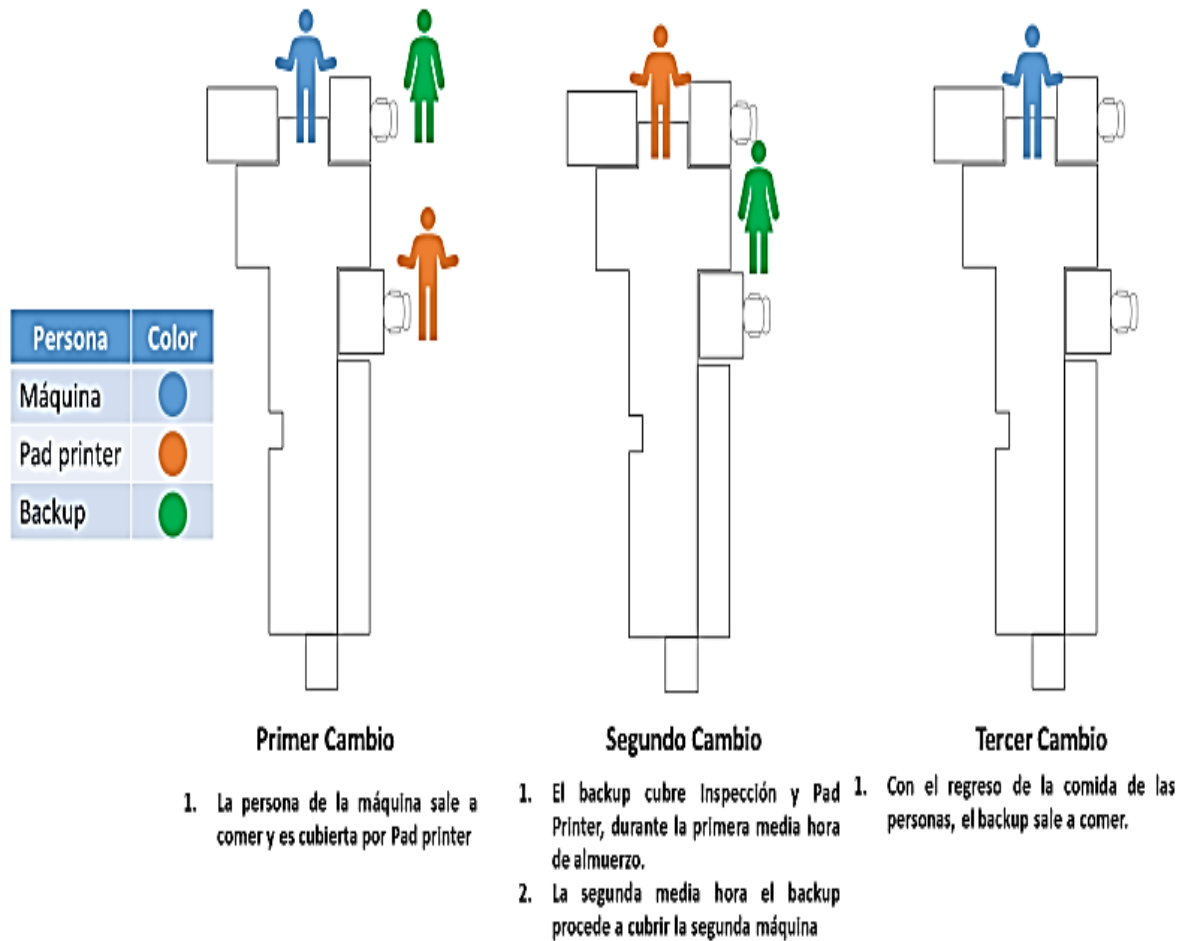 Persona Color
Máquina
Pad printer
Backup
Primer Cambio
1. La persona de la máquina sale a
comer y es cubierta por Pad printer
Segundo Cambio
1. El backup cubre Inspección y Pad
Printer, durante la primera media hora
de almuerzo.
2. La segunda media hora el backup
procede a cubrir la segunda máquina
Tercer Cambio
1. Con el regreso de la comida de las
personas, el backup sale a comer.